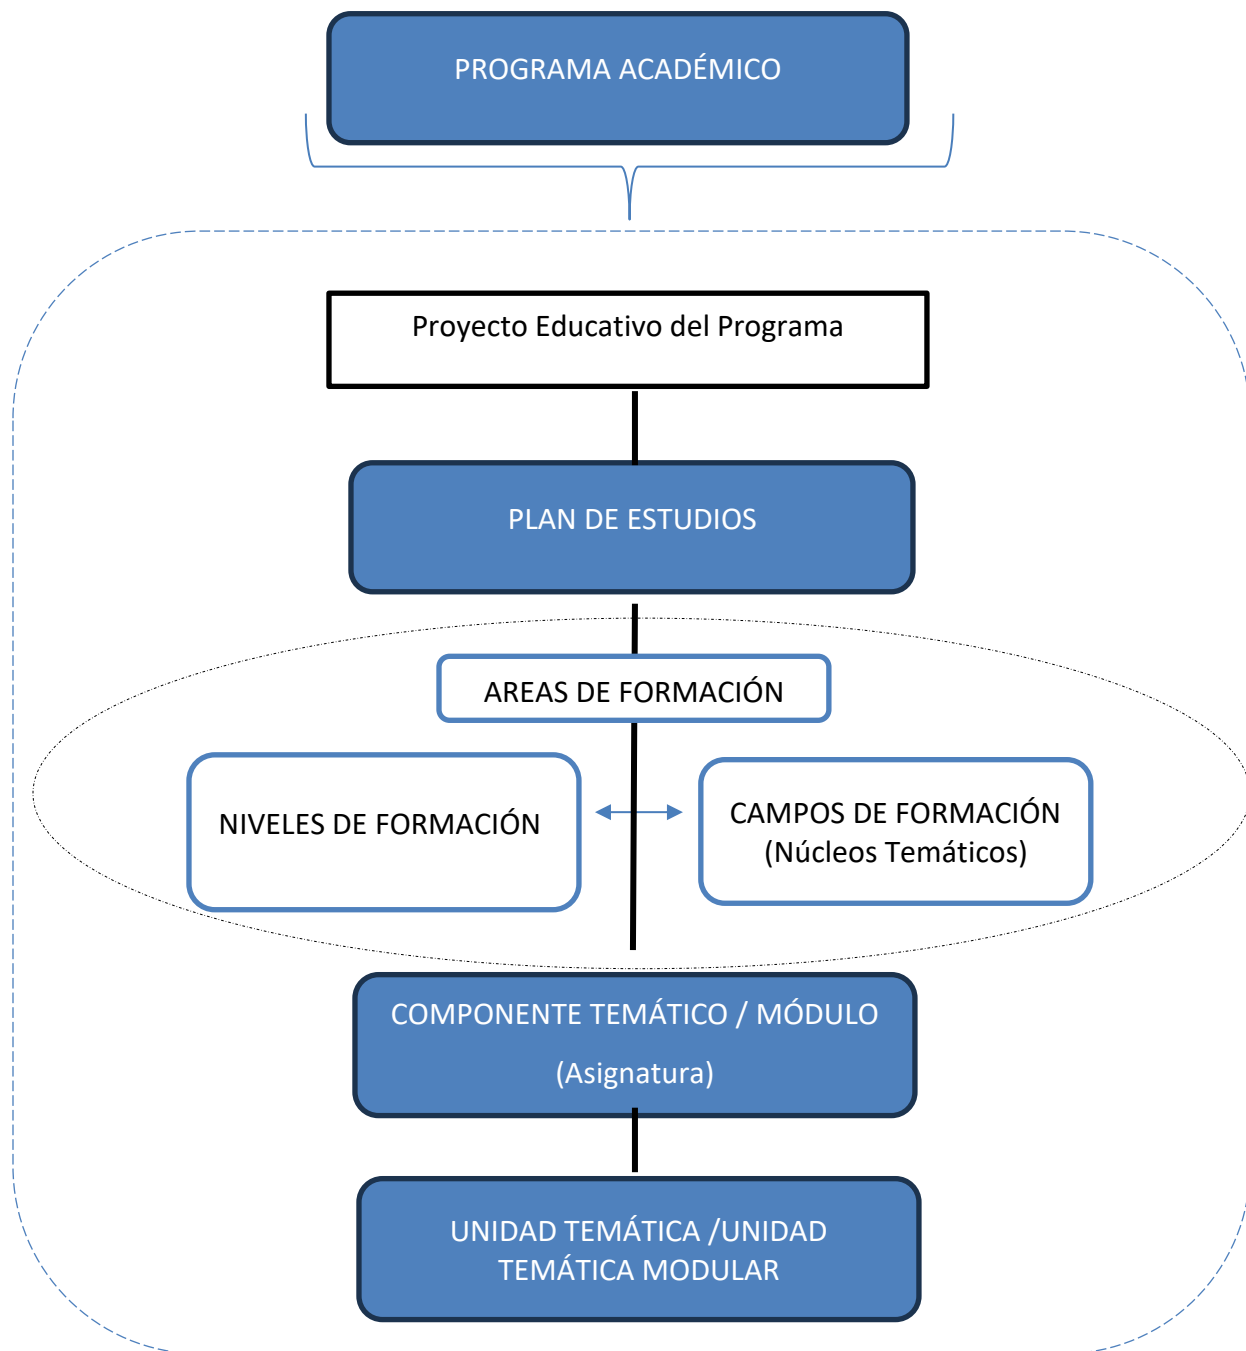 PROGRAMA ACADÉMICO
Proyecto Educativo del Programa
PLAN DE ESTUDIOS
AREAS DE FORMACIÓN
NIVELES DE FORMACIÓN
CAMPOS DE FORMACIÓN
(Núcleos Temáticos)
COMPONENTE TEMÁTICO / MÓDULO
(Asignatura)
UNIDAD TEMÁTICA /UNIDAD
TEMÁTICA MODULAR